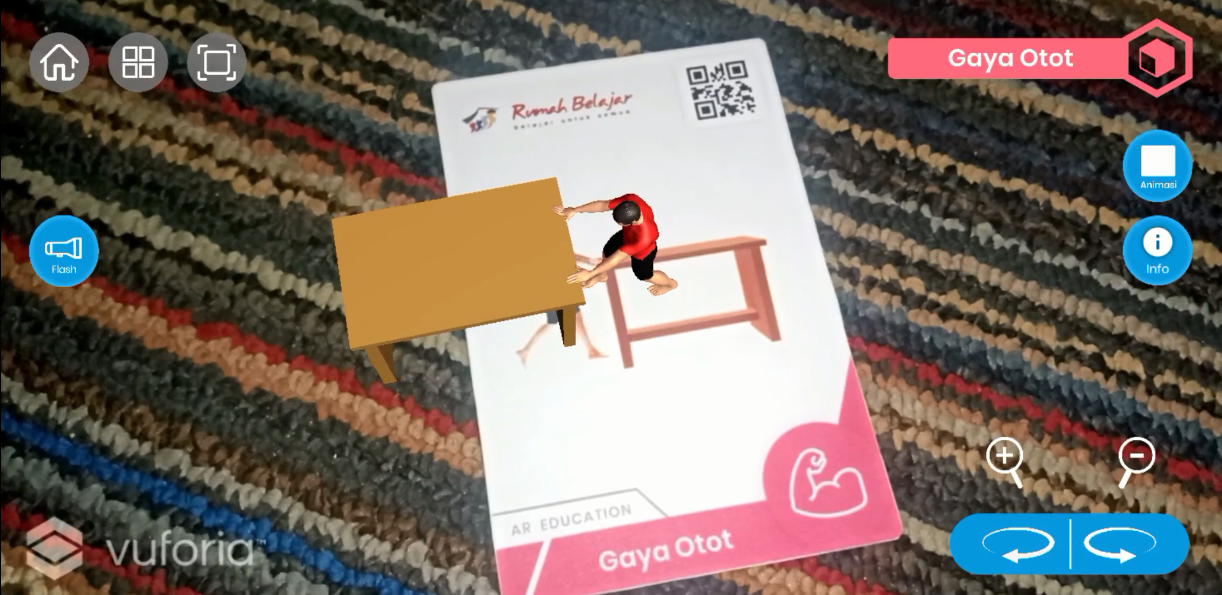 Gaya Otot
Rumah Belajar
belajar untuk semua
Animasi
Flash
Info
AR EDUCATION
Gaya Otot
vuforia™